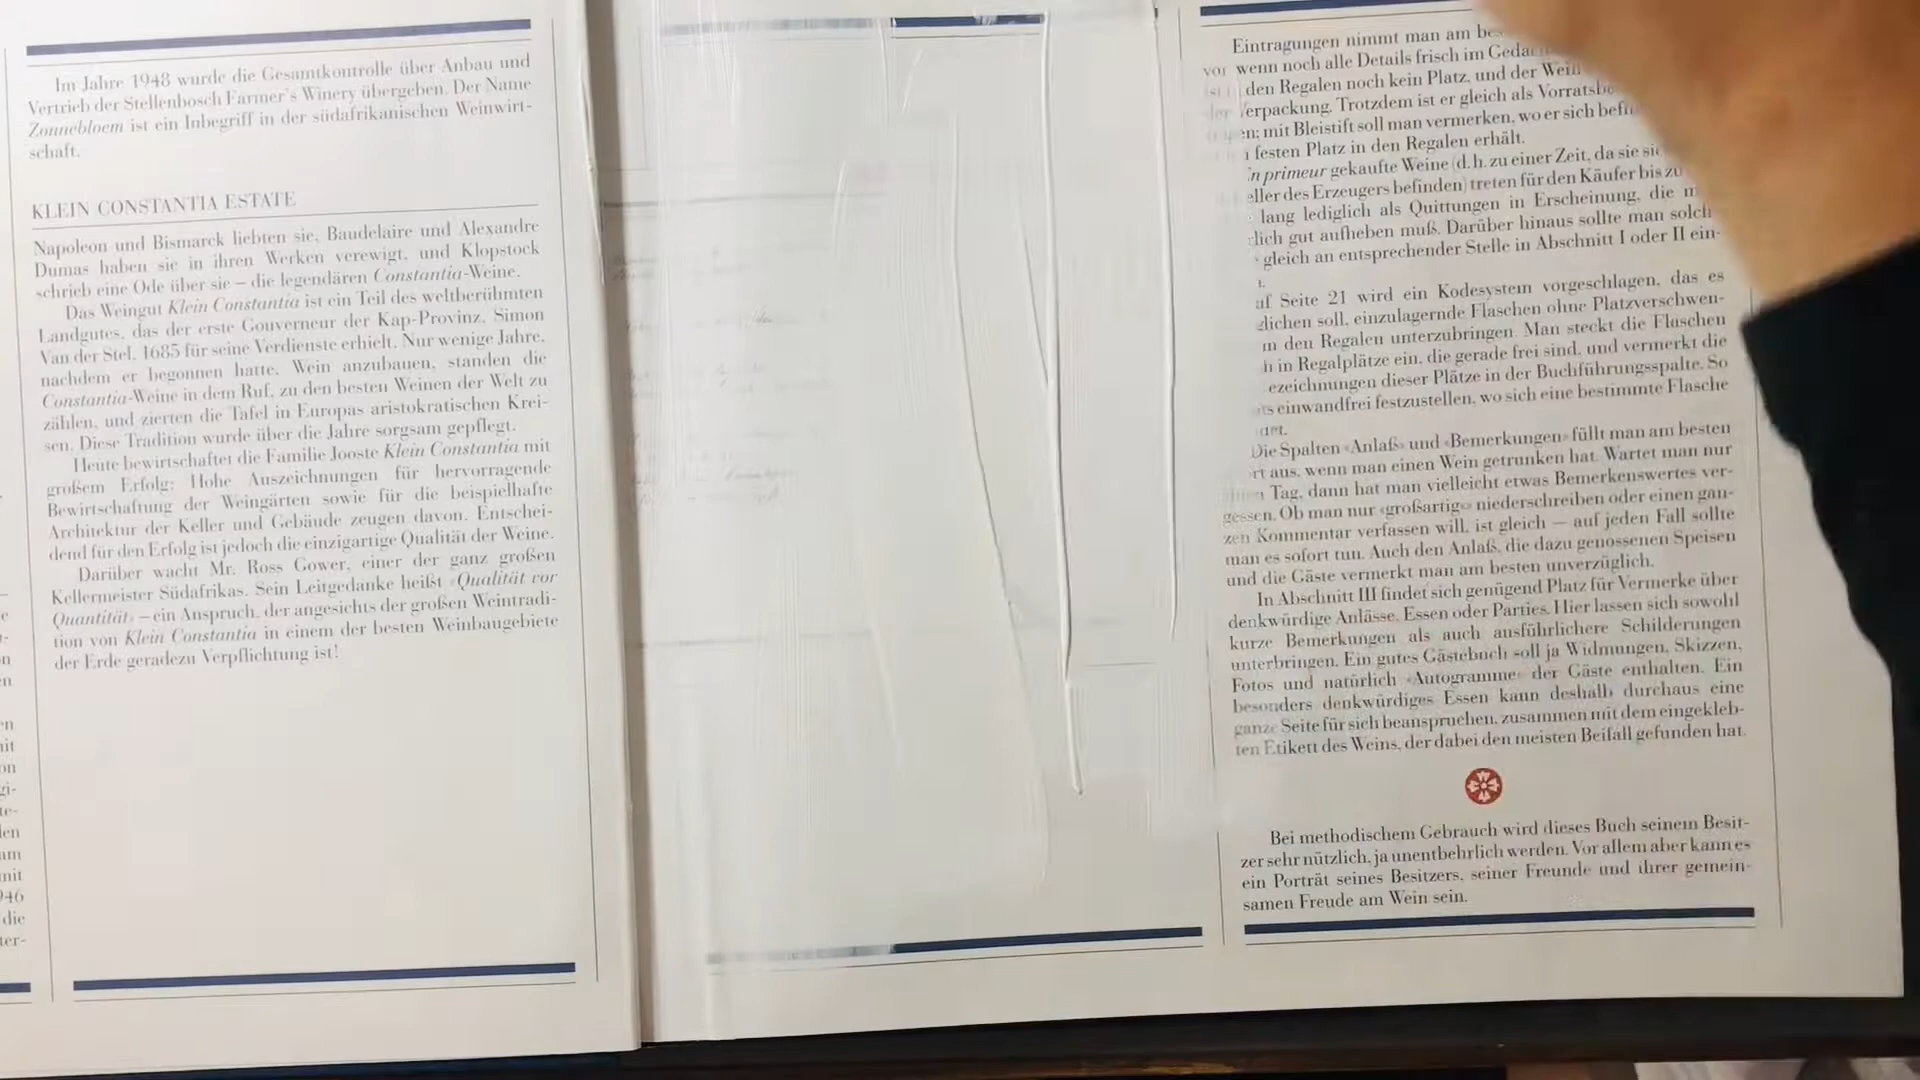 Im Jahre 1948 wurde die Gesamtkontrolle über Anbau und
Vertrieb der Stellenbosch Farmer's Winery übergeben. Der Name
Zonnebloem ist ein Inbegriff in der südafrikanischen Weinwirt-
schaft.
KLEIN CONSTANTIA ESTATE
Napoleon und Bismarck liebten sie, Baudelaire und Alexandre
Dumas haben sie in ihren Werken verewigt, und Klopstock
schrieb eine Ode über sie – die legendären Constantia-Weine.
Das Weingut Klein Constantia ist ein Teil des weltberühmten
Landgutes, das der erste Gouverneur der Kap-Provinz, Simon
Van der Stel, 1685 für seine Verdienste erhielt. Nur wenige Jahre,
nachdem er begonnen hatte, Wein anzubauen, standen die
Constantia-Weine in dem Ruf, zu den besten Weinen der Welt zu
zählen, und zierten die Tafel in Europas aristokratischen Krei-
sen. Diese Tradition wurde über die Jahre sorgsam gepflegt.
Heute bewirtschaftet die Familie Jooste Klein Constantia mit
großem Erfolg: Hohe Auszeichnungen für hervorragende
Bewirtschaftung der Weingärten sowie für die beispielhafte
Architektur der Keller und Gebäude zeugen davon. Entschei-
dend für den Erfolg ist jedoch die einzigartige Qualität der Weine.
Darüber wacht Mr. Ross Gower, einer der ganz großen
Kellermeister Südafrikas. Sein Leitgedanke heißt «Qualität vor
Quantität» – ein Anspruch, der angesichts der großen Weintradi-
tion von Klein Constantia in einem der besten Weinbaugebiete
der Erde geradezu Verpflichtung ist!
Eintragungen nimmt man am
vor wenn noch alle Details frisch im
den Regalen noch kein Platz, und der Wein
erpackung. Trotzdem ist er gleich als
en; mit Bleistift soll man vermerken, wo er sich
festen Platz in den Regalen erhält.
n primeur gekaufte Weine (d. h. zu einer Zeit, da sie
eller des Erzeugers befinden) treten für den Käufer bis zu
lang lediglich als Quittungen in Erscheinung, die
lich gut aufheben muß. Darüber hinaus sollte man solch
gleich an entsprechender Stelle in Abschnitt I oder II ein-
t.
uf Seite 21 wird ein Kodesystem vorgeschlagen, das es
glichen soll, einzulagernde Flaschen ohne Platzverschwen-
in den Regalen unterzubringen. Man steckt die Flaschen
h in Regalplätze ein, die gerade frei sind, und vermerkt die
ezeichnungen dieser Plätze in der Buchführungsspalte. So
einwandfrei festzustellen, wo sich eine bestimmte Flasche
det.
Die Spalten «Anlaß» und «Bemerkungen» füllt man am besten
rt aus, wenn man einen Wein getrunken hat. Wartet man nur
Tag, dann hat man vielleicht etwas Bemerkenswertes ver-
gessen. Ob man nur «großartig» niederschreiben oder einen gan-
zen Kommentar verfassen will, ist gleich – auf jeden Fall sollte
man es sofort tun. Auch den Anlaß, die dazu genossenen Speisen
und die Gäste vermerkt man am besten unverzüglich.
In Abschnitt III findet sich genügend Platz für Vermerke über
denkwürdige Anlässe, Essen oder Parties. Hier lassen sich sowohl
kurze Bemerkungen als auch ausführlichere Schilderungen
unterbringen. Ein gutes Gästebuch soll ja Widmungen, Skizzen,
Fotos und natürlich «Autogramme» der Gäste enthalten. Ein
besonders denkwürdiges Essen kann deshalb durchaus eine
ganze Seite für sich beanspruchen, zusammen mit dem eingekleb-
ten Etikett des Weins, der dabei den meisten Beifall gefunden hat.
Bei methodischem Gebrauch wird dieses Buch seinem Besit-
zer sehr nützlich, ja unentbehrlich werden. Vor allem aber kann es
ein Porträt seines Besitzers, seiner Freunde und ihrer gemein-
samen Freude am Wein sein.